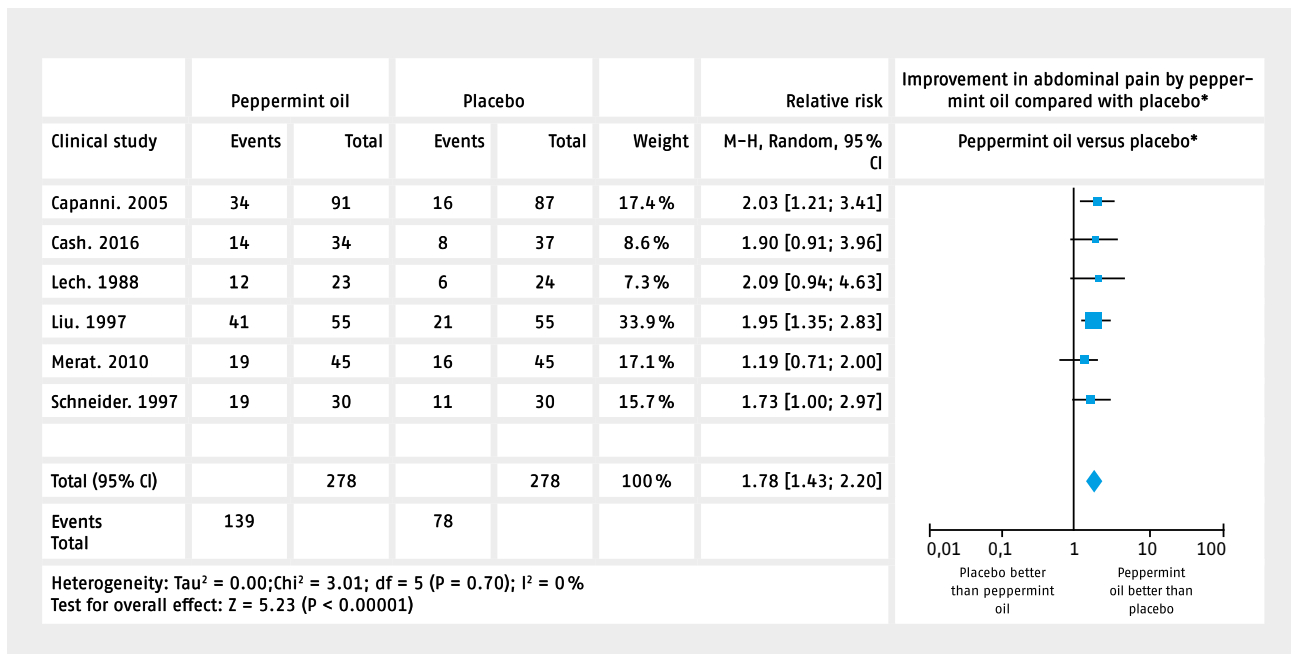 Peppermint oil Placebo Relative risk Improvement in abdominal pain by pepper-
mint oil compared with placebo*
Clinical study Events Total Events Total Weight M-H, Random, 95% Peppermint oil versus placebo*
CI
Capanni. 2005 34 91 16 87 17.4% 2.03 [1.21; 3.41]
Cash. 2016 14 34 8 37 8.6% 1.90 [0.91; 3.96]
Lech. 1988 12 23 6 24 7.3% 2.09 [0.94; 4.63]
Liu. 1997 41 55 21 55 33.9% 1.95 [1.35; 2.83]
Merat. 2010 19 45 16 45 17.1% 1.19 [0.71; 2.00]
Schneider. 1997 19 30 11 30 15.7% 1.73 [1.00; 2.97]
Total (95% CI) 278 278 100% 1.78 [1.43; 2.20]
Events 139 78
Total
0,01 0,1 1 10 100
Placebo better
than peppermint
oil
Peppermint
oil better than
placebo
Heterogeneity: Tau² = 0.00;Chi² = 3.01; df = 5 (P = 0.70); I² = 0%
Test for overall effect: Z = 5.23 (P < 0.00001)